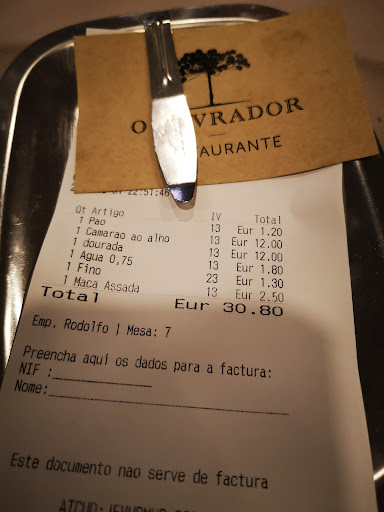 RESTAURANTE
22:51:48
Qt Artigo IV Total
1 Pao 13 Eur 1.20
1 Camarao ao alho 13 Eur 12.00
1 dourada 13 Eur 12.00
1 Agua 0,75 13 Eur 1.80
1 Fino 23 Eur 1.30
1 Maca Assada 13 Eur 2.50
Total Eur 30.80
Emp. Rodolfo | Mesa: 7
Preencha aqui os dados para a factura:
NIF :
Nome:
Este documento nao serve de factura